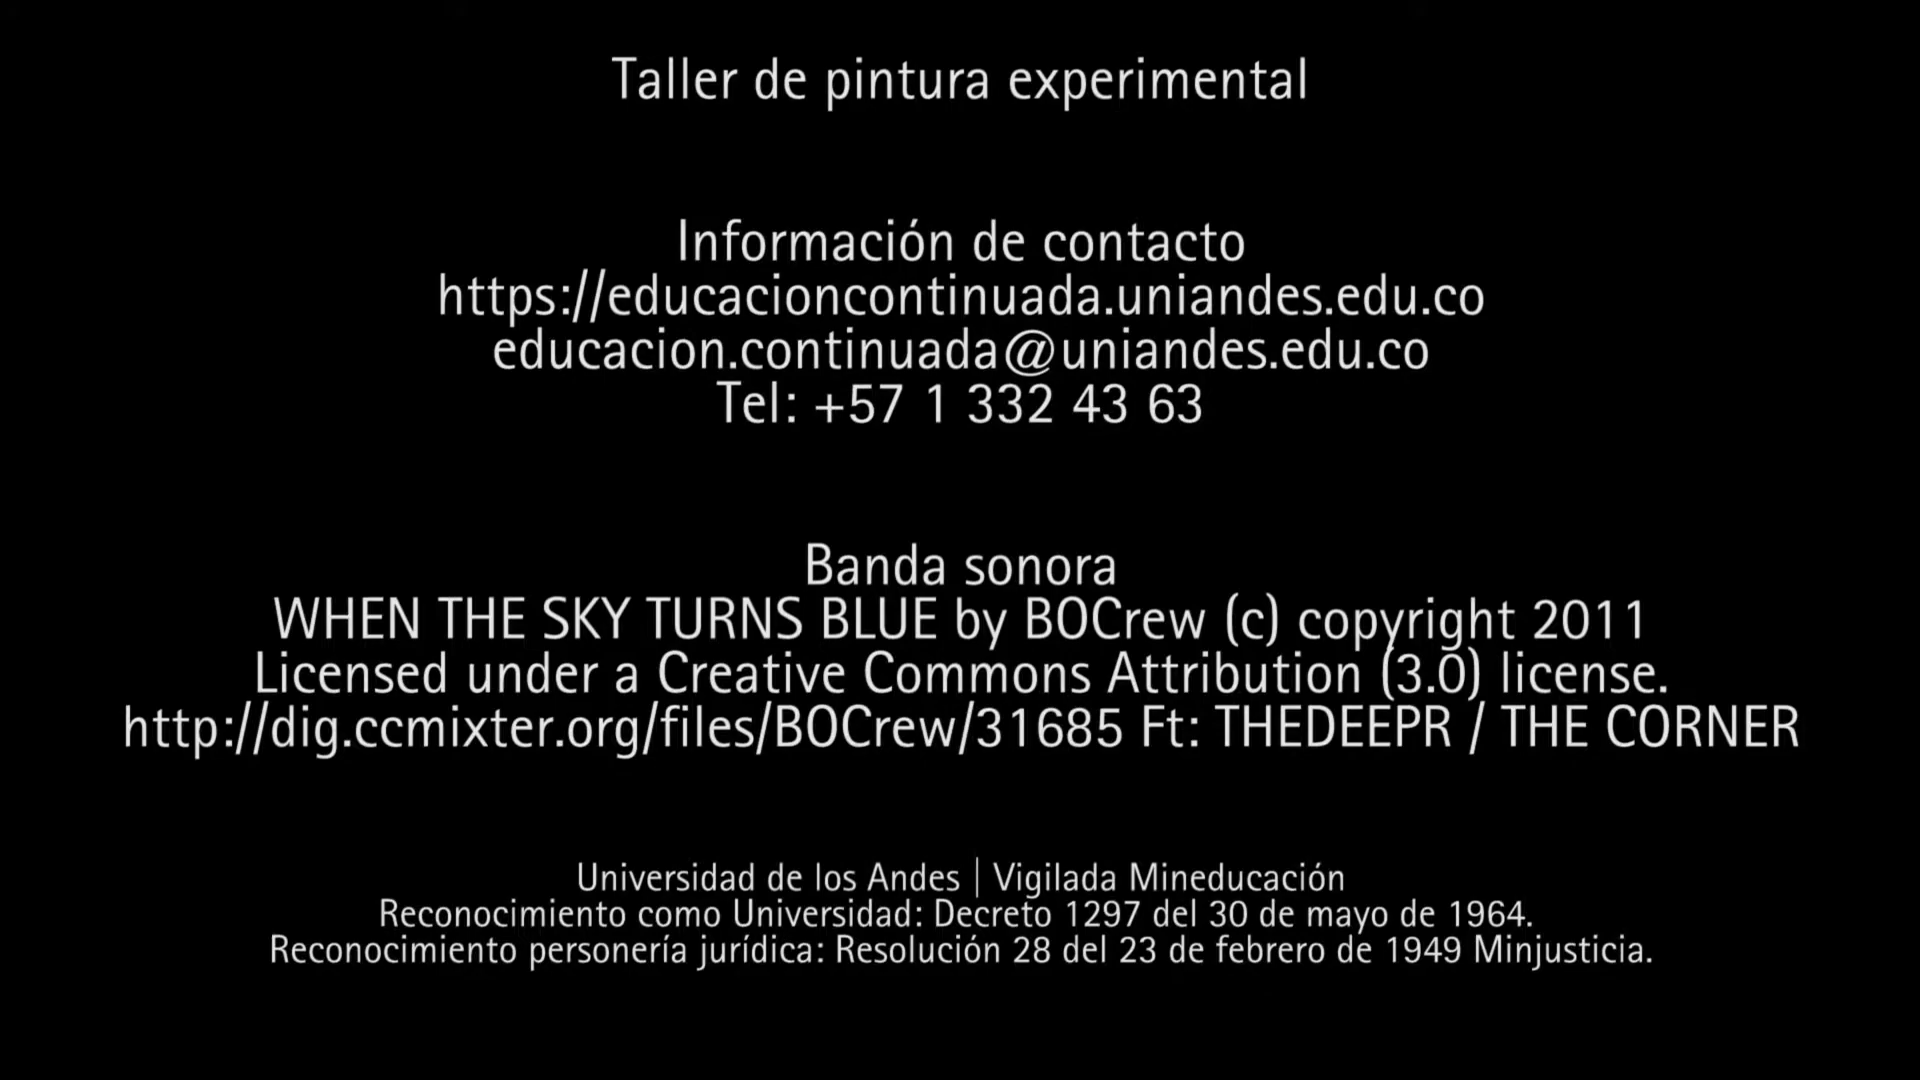 Taller de pintura experimental
Información de contacto
https://educacioncontinuada.uniandes.edu.co
educacion.continuada@uniandes.edu.co
Tel: +57 1 332 43 63
Banda sonora
WHEN THE SKY TURNS BLUE by BOCrew (c) copyright 2011
Licensed under a Creative Commons Attribution (3.0) license.
http://dig.ccmixter.org/files/BOCrew/31685 Ft: THEDEEPR / THE CORNER
Universidad de los Andes | Vigilada Mineducación
Reconocimiento como Universidad: Decreto 1297 del 30 de mayo de 1964.
Reconocimiento personería jurídica: Resolución 28 del 23 de febrero de 1949 Minjusticia.